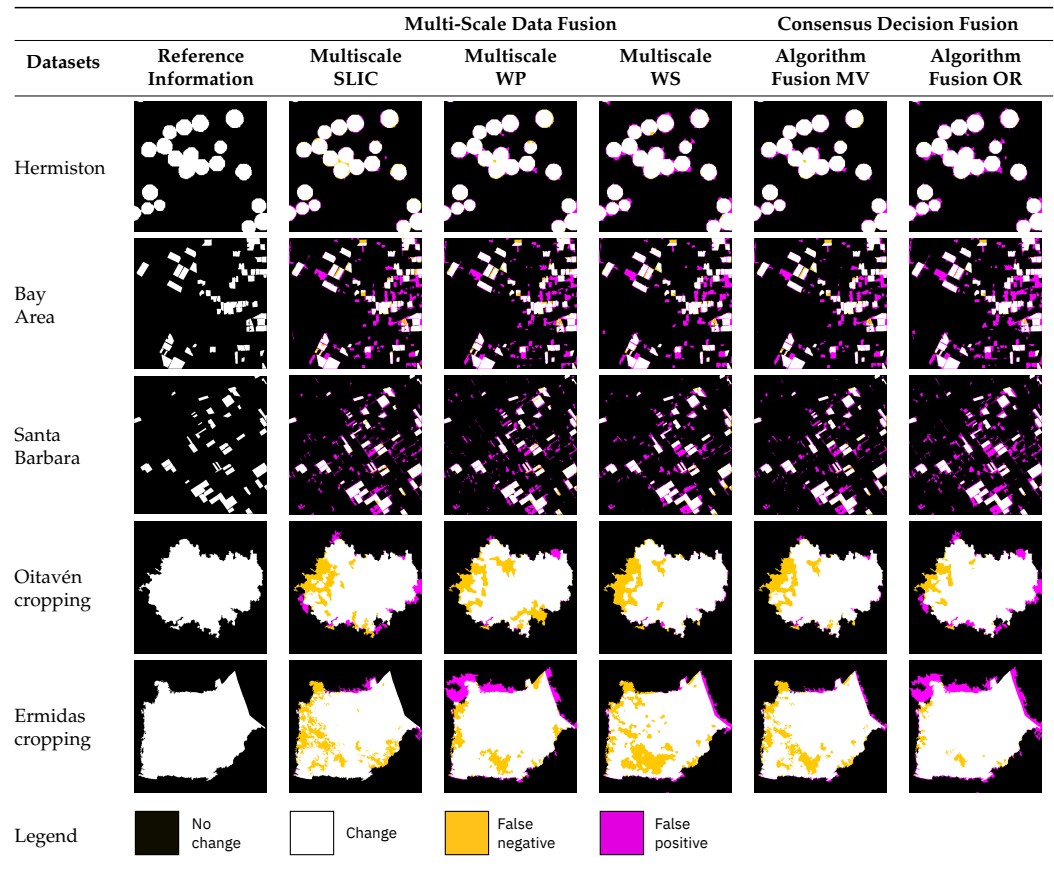 Multi-Scale Data Fusion Consensus Decision Fusion
Datasets Reference Information Multiscale SLIC Multiscale WP Multiscale WS Algorithm Fusion MV Algorithm Fusion OR
Hermiston
Bay
Area
Santa
Barbara
Oitavén
cropping
Ermidas
cropping
Legend No change Change False negative False positive